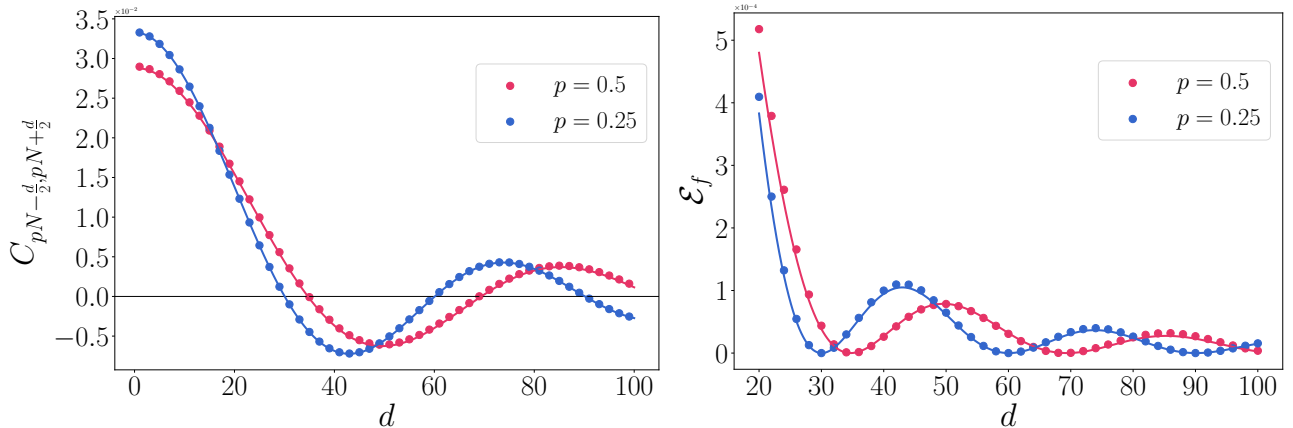 ×10⁻²
3.5
3.0
2.5
2.0
1.5
1.0
0.5
0.0
−0.5
C_{pN−\frac{d}{2},pN+\frac{d}{2}}
p = 0.5
p = 0.25
0 20 40 60 80 100
d
×10⁻⁴
5
4
3
2
1
0
ℰ_f
p = 0.5
p = 0.25
20 30 40 50 60 70 80 90 100
d